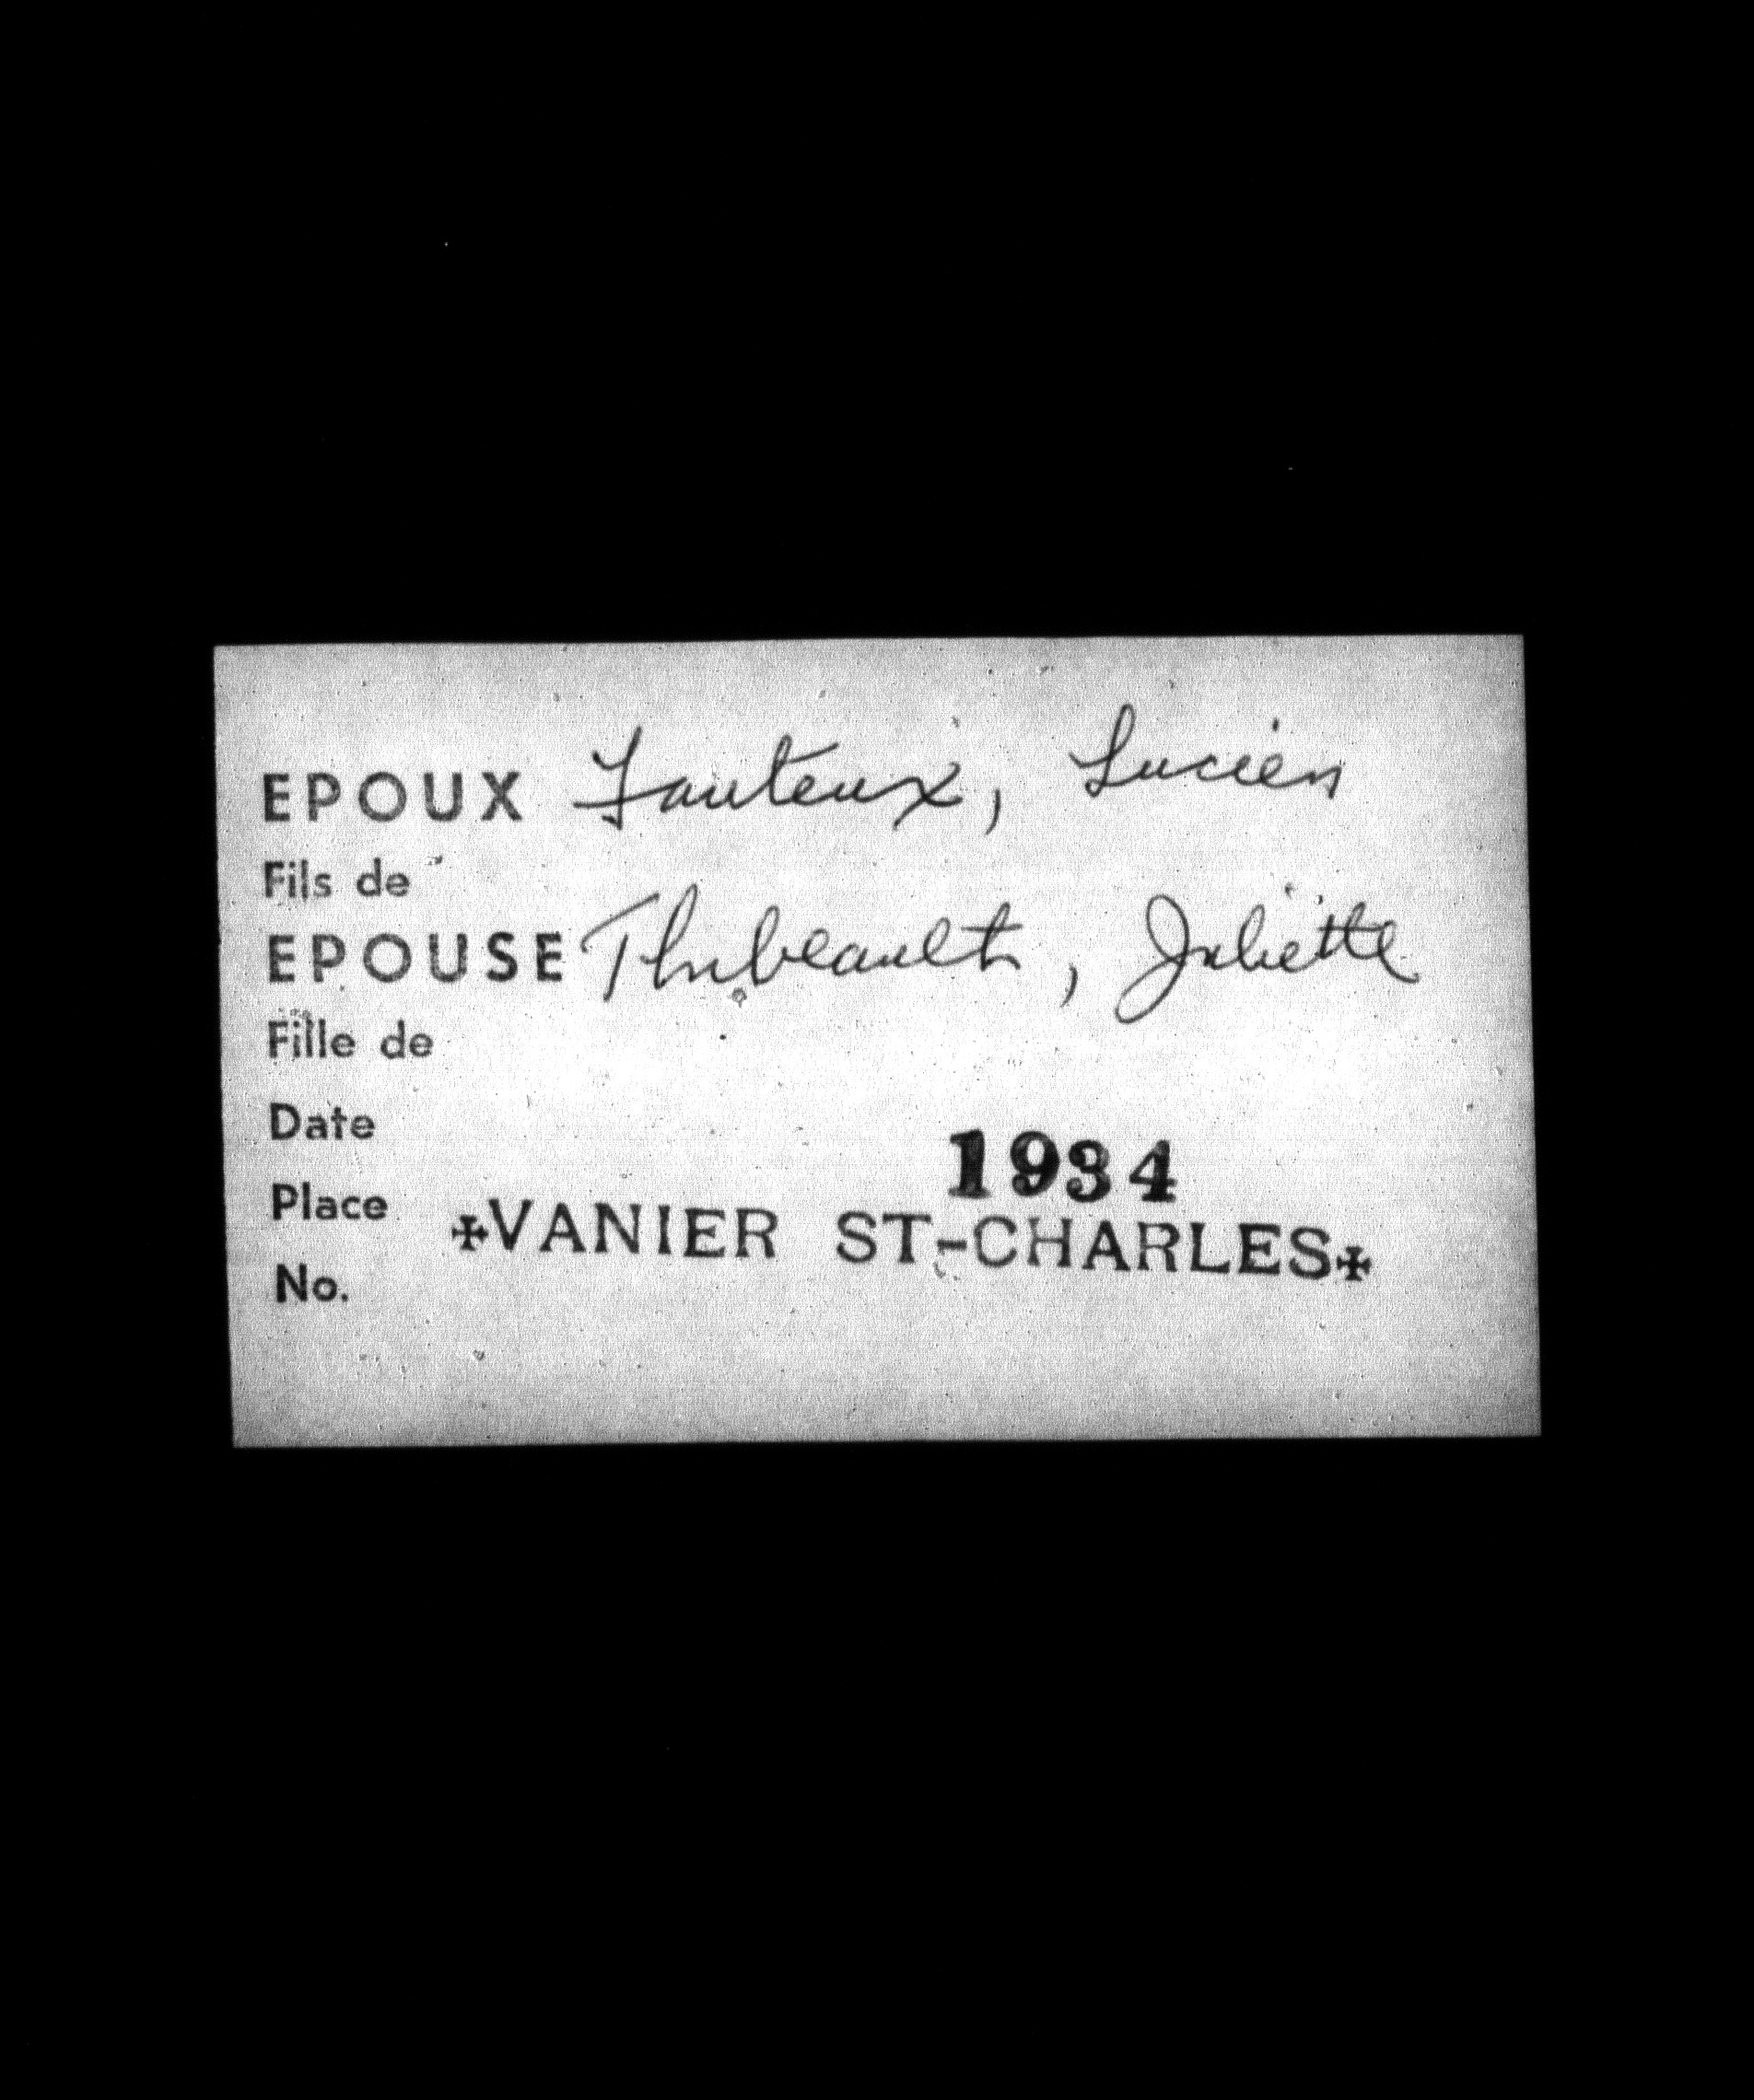 EPOUX Fauteux, Lucien
Fils de
EPOUSE Thibeault, Juliette
Fille de
Date 1934
Place ✠VANIER ST-CHARLES✠
No.